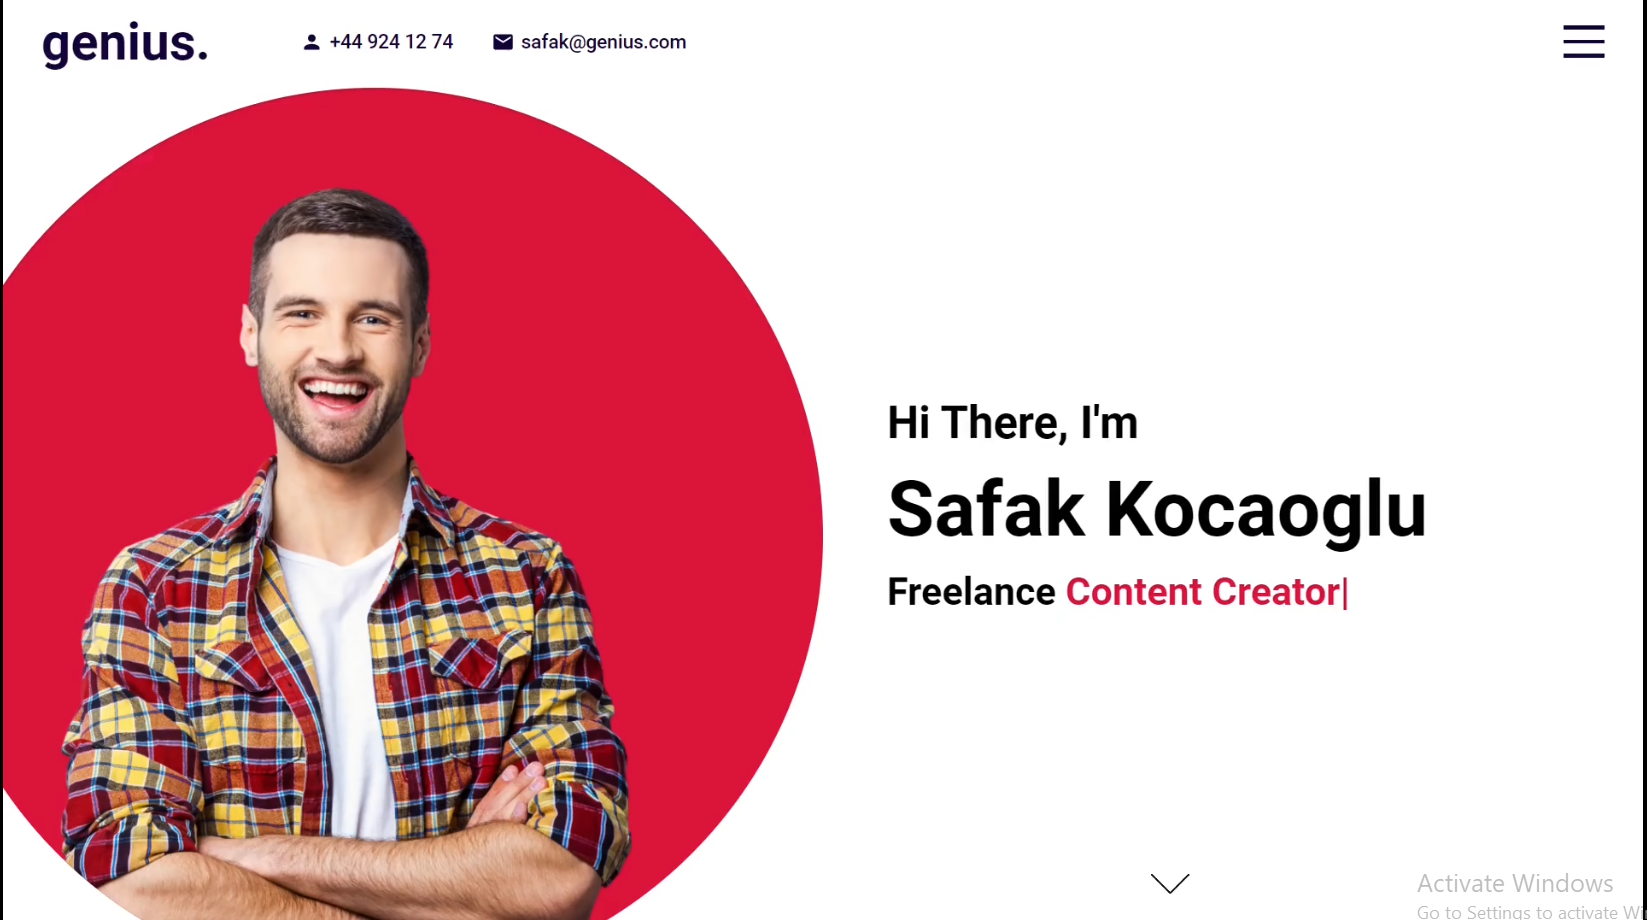 genius.
+44 924 12 74
safak@genius.com
Hi There, I'm
Safak Kocaoglu
Freelance Content Creator|
Activate Windows
Go to Settings to activate Wi